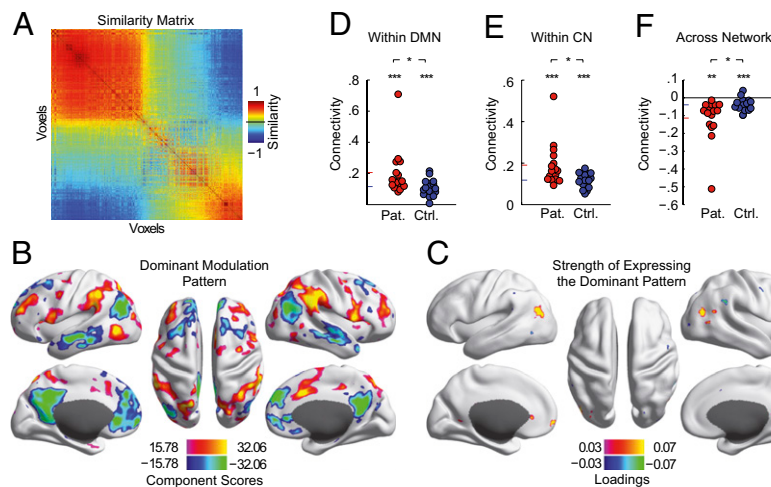 A
Similarity Matrix
Voxels
Voxels
1
−1
Similarity
D
Within DMN
*
*** ***
Connectivity
.8
.6
.4
.2
Pat. Ctrl.
E
Within CN
*
*** ***
Connectivity
.6
.4
.2
0
Pat. Ctrl.
F
Across Network
*
** ***
Connectivity
.1
0
−.1
−.2
−.3
−.4
−.5
−.6
Pat. Ctrl.
B
Dominant Modulation
Pattern
15.78 32.06
−15.78 −32.06
Component Scores
C
Strength of Expressing
the Dominant Pattern
0.03 0.07
−0.03 −0.07
Loadings